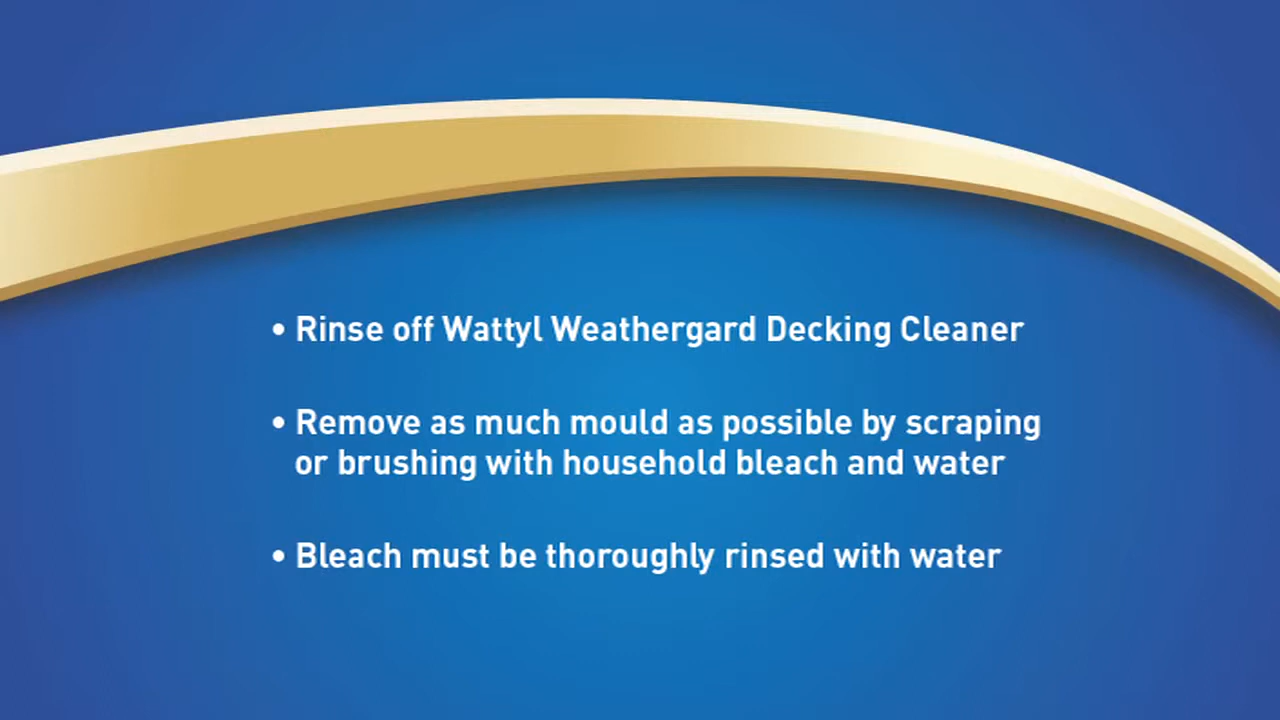 • Rinse off Wattyl Weathergard Decking Cleaner
• Remove as much mould as possible by scraping
or brushing with household bleach and water
• Bleach must be thoroughly rinsed with water